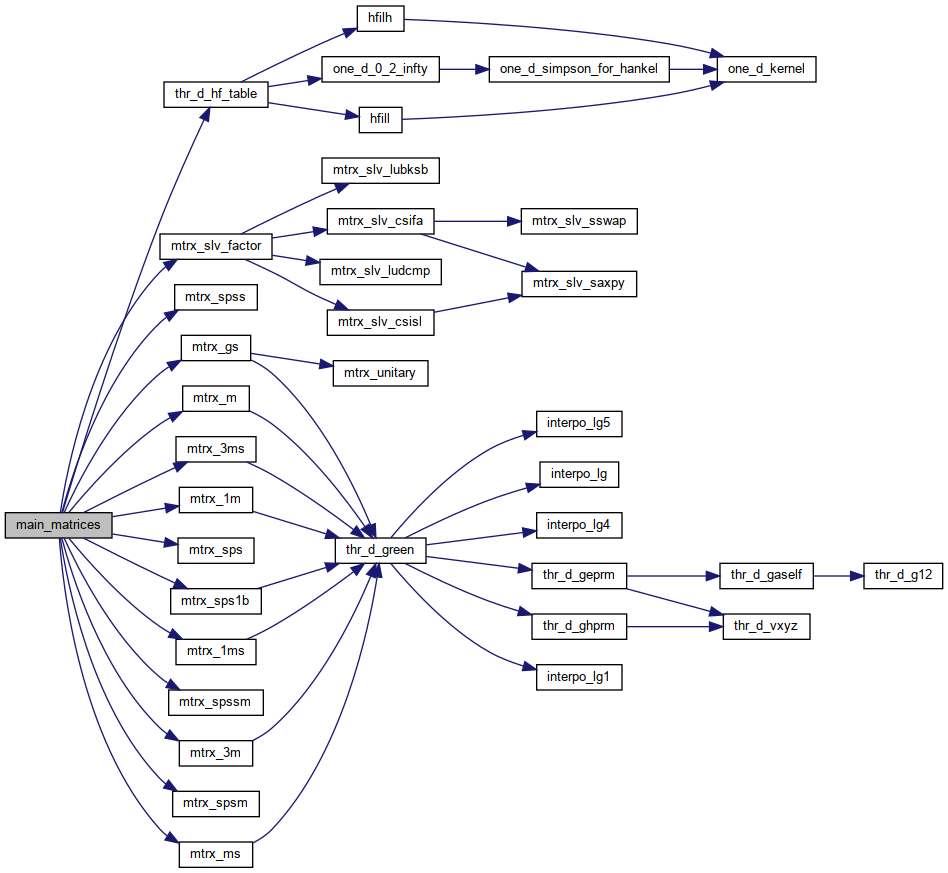 hfilh
one_d_0_2_infty
one_d_simpson_for_hankel
one_d_kernel
thr_d_hf_table
hfill
mtrx_slv_lubksb
mtrx_slv_csifa
mtrx_slv_sswap
mtrx_slv_factor
mtrx_slv_ludcmp
mtrx_slv_saxpy
mtrx_spss
mtrx_slv_csisl
mtrx_gs
mtrx_unitary
mtrx_m
interpo_lg5
mtrx_3ms
interpo_lg
mtrx_1m
main_matrices
interpo_lg4
mtrx_sps
thr_d_green
thr_d_geprm
thr_d_gaself
thr_d_g12
mtrx_sps1b
thr_d_ghprm
thr_d_vxyz
mtrx_1ms
interpo_lg1
mtrx_spssm
mtrx_3m
mtrx_spsm
mtrx_ms